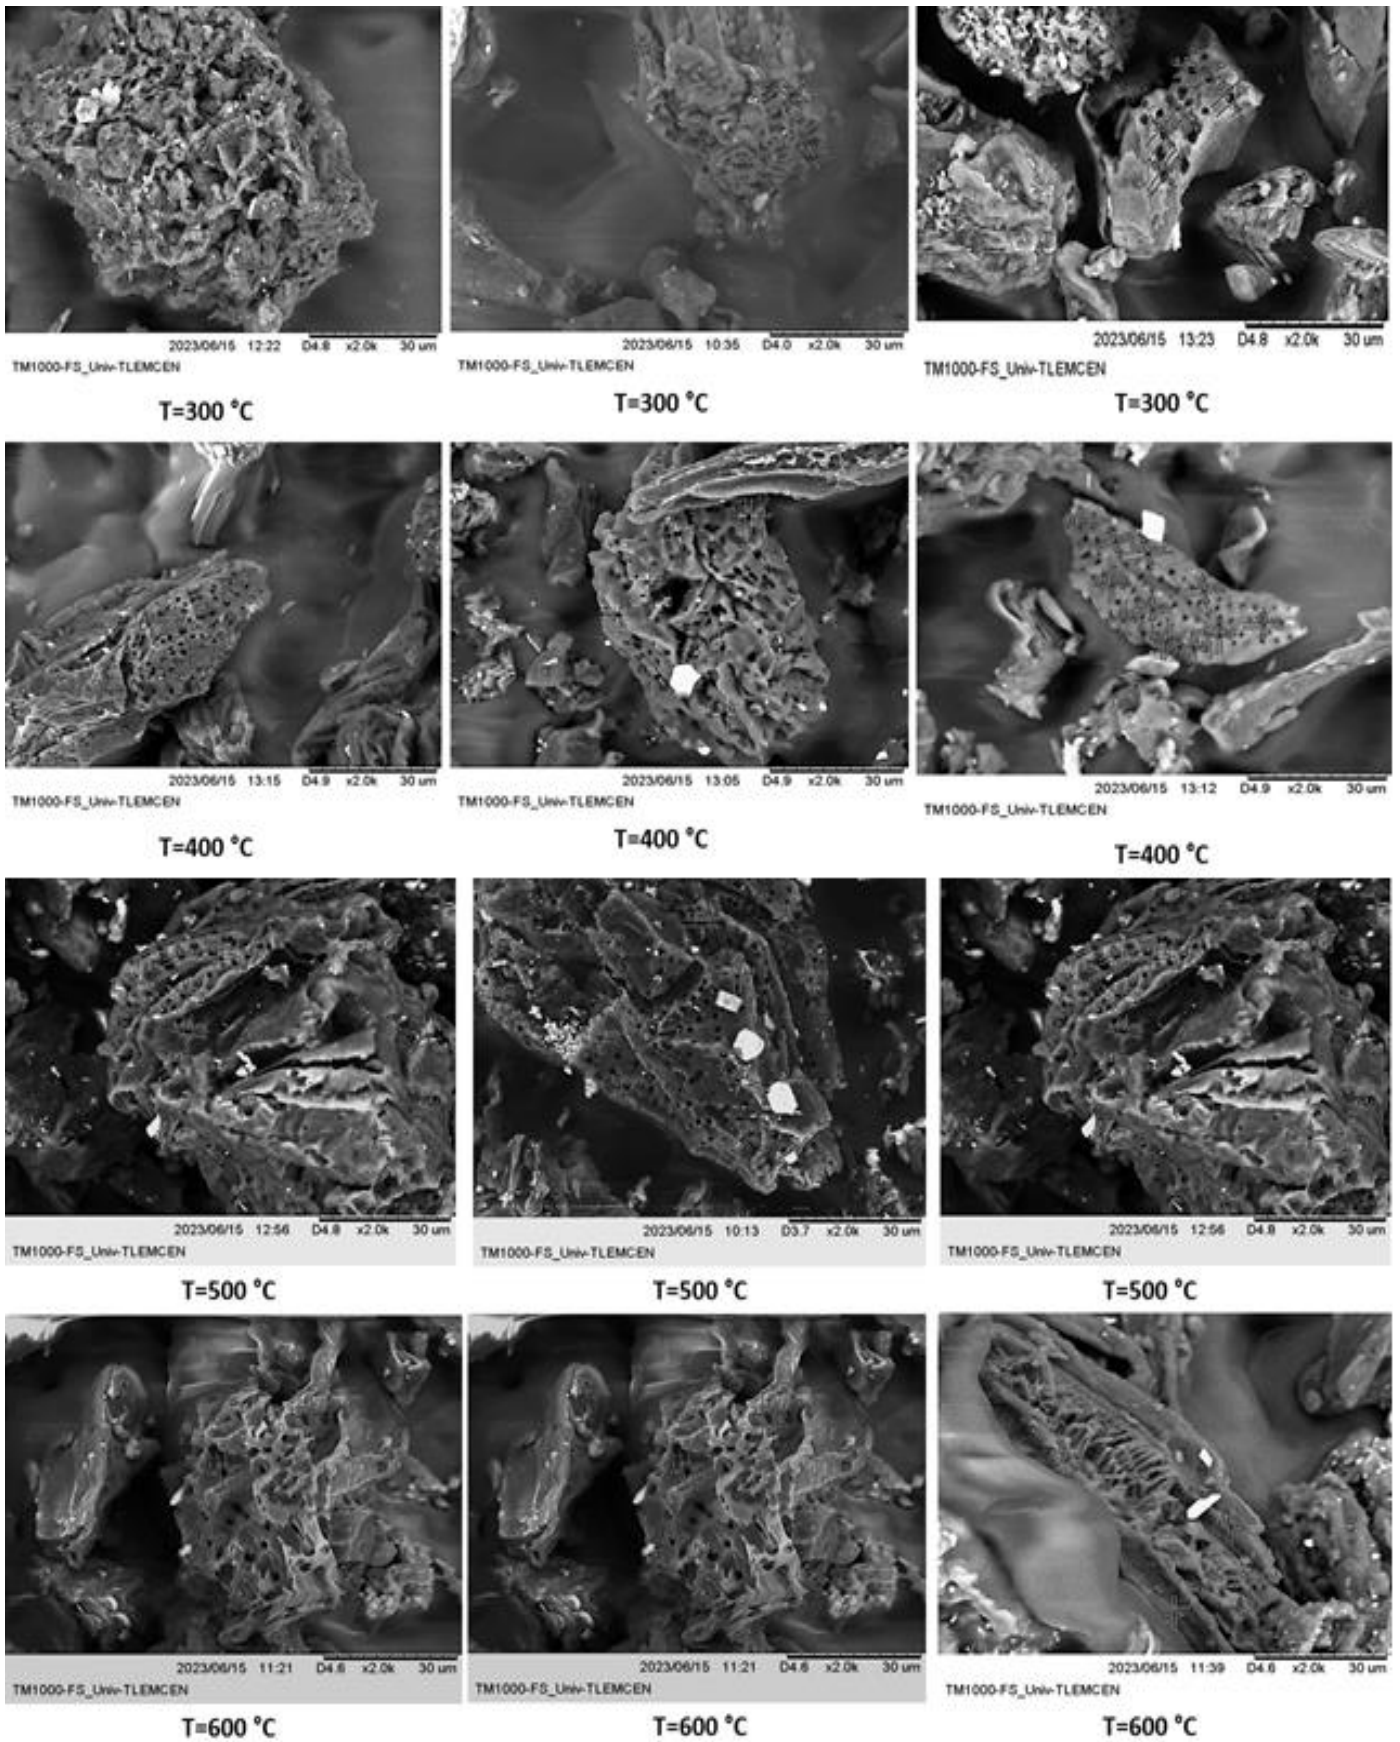 2023/06/15 12:22 D4.8 x2.0k 30 um
TM1000-FS_Univ-TLEMCEN
T=300 °C
2023/06/15 10:35 D4.0 x2.0k 30 um
TM1000-FS_Univ-TLEMCEN
T=300 °C
2023/06/15 13:23 D4.8 x2.0k 30 um
TM1000-FS_Univ-TLEMCEN
T=300 °C
2023/06/15 13:15 D4.9 x2.0k 30 um
TM1000-FS_Univ-TLEMCEN
T=400 °C
2023/06/15 13:05 D4.9 x2.0k 30 um
TM1000-FS_Univ-TLEMCEN
T=400 °C
2023/06/15 13:12 D4.9 x2.0k 30 um
TM1000-FS_Univ-TLEMCEN
T=400 °C
2023/06/15 12:56 D4.8 x2.0k 30 um
TM1000-FS_Univ-TLEMCEN
T=500 °C
2023/06/15 10:13 D3.7 x2.0k 30 um
TM1000-FS_Univ-TLEMCEN
T=500 °C
2023/06/15 12:56 D4.8 x2.0k 30 um
TM1000-FS_Univ-TLEMCEN
T=500 °C
2023/06/15 11:21 D4.6 x2.0k 30 um
TM1000-FS_Univ-TLEMCEN
T=600 °C
2023/06/15 11:21 D4.6 x2.0k 30 um
TM1000-FS_Univ-TLEMCEN
T=600 °C
2023/06/15 11:39 D4.6 x2.0k 30 um
TM1000-FS_Univ-TLEMCEN
T=600 °C